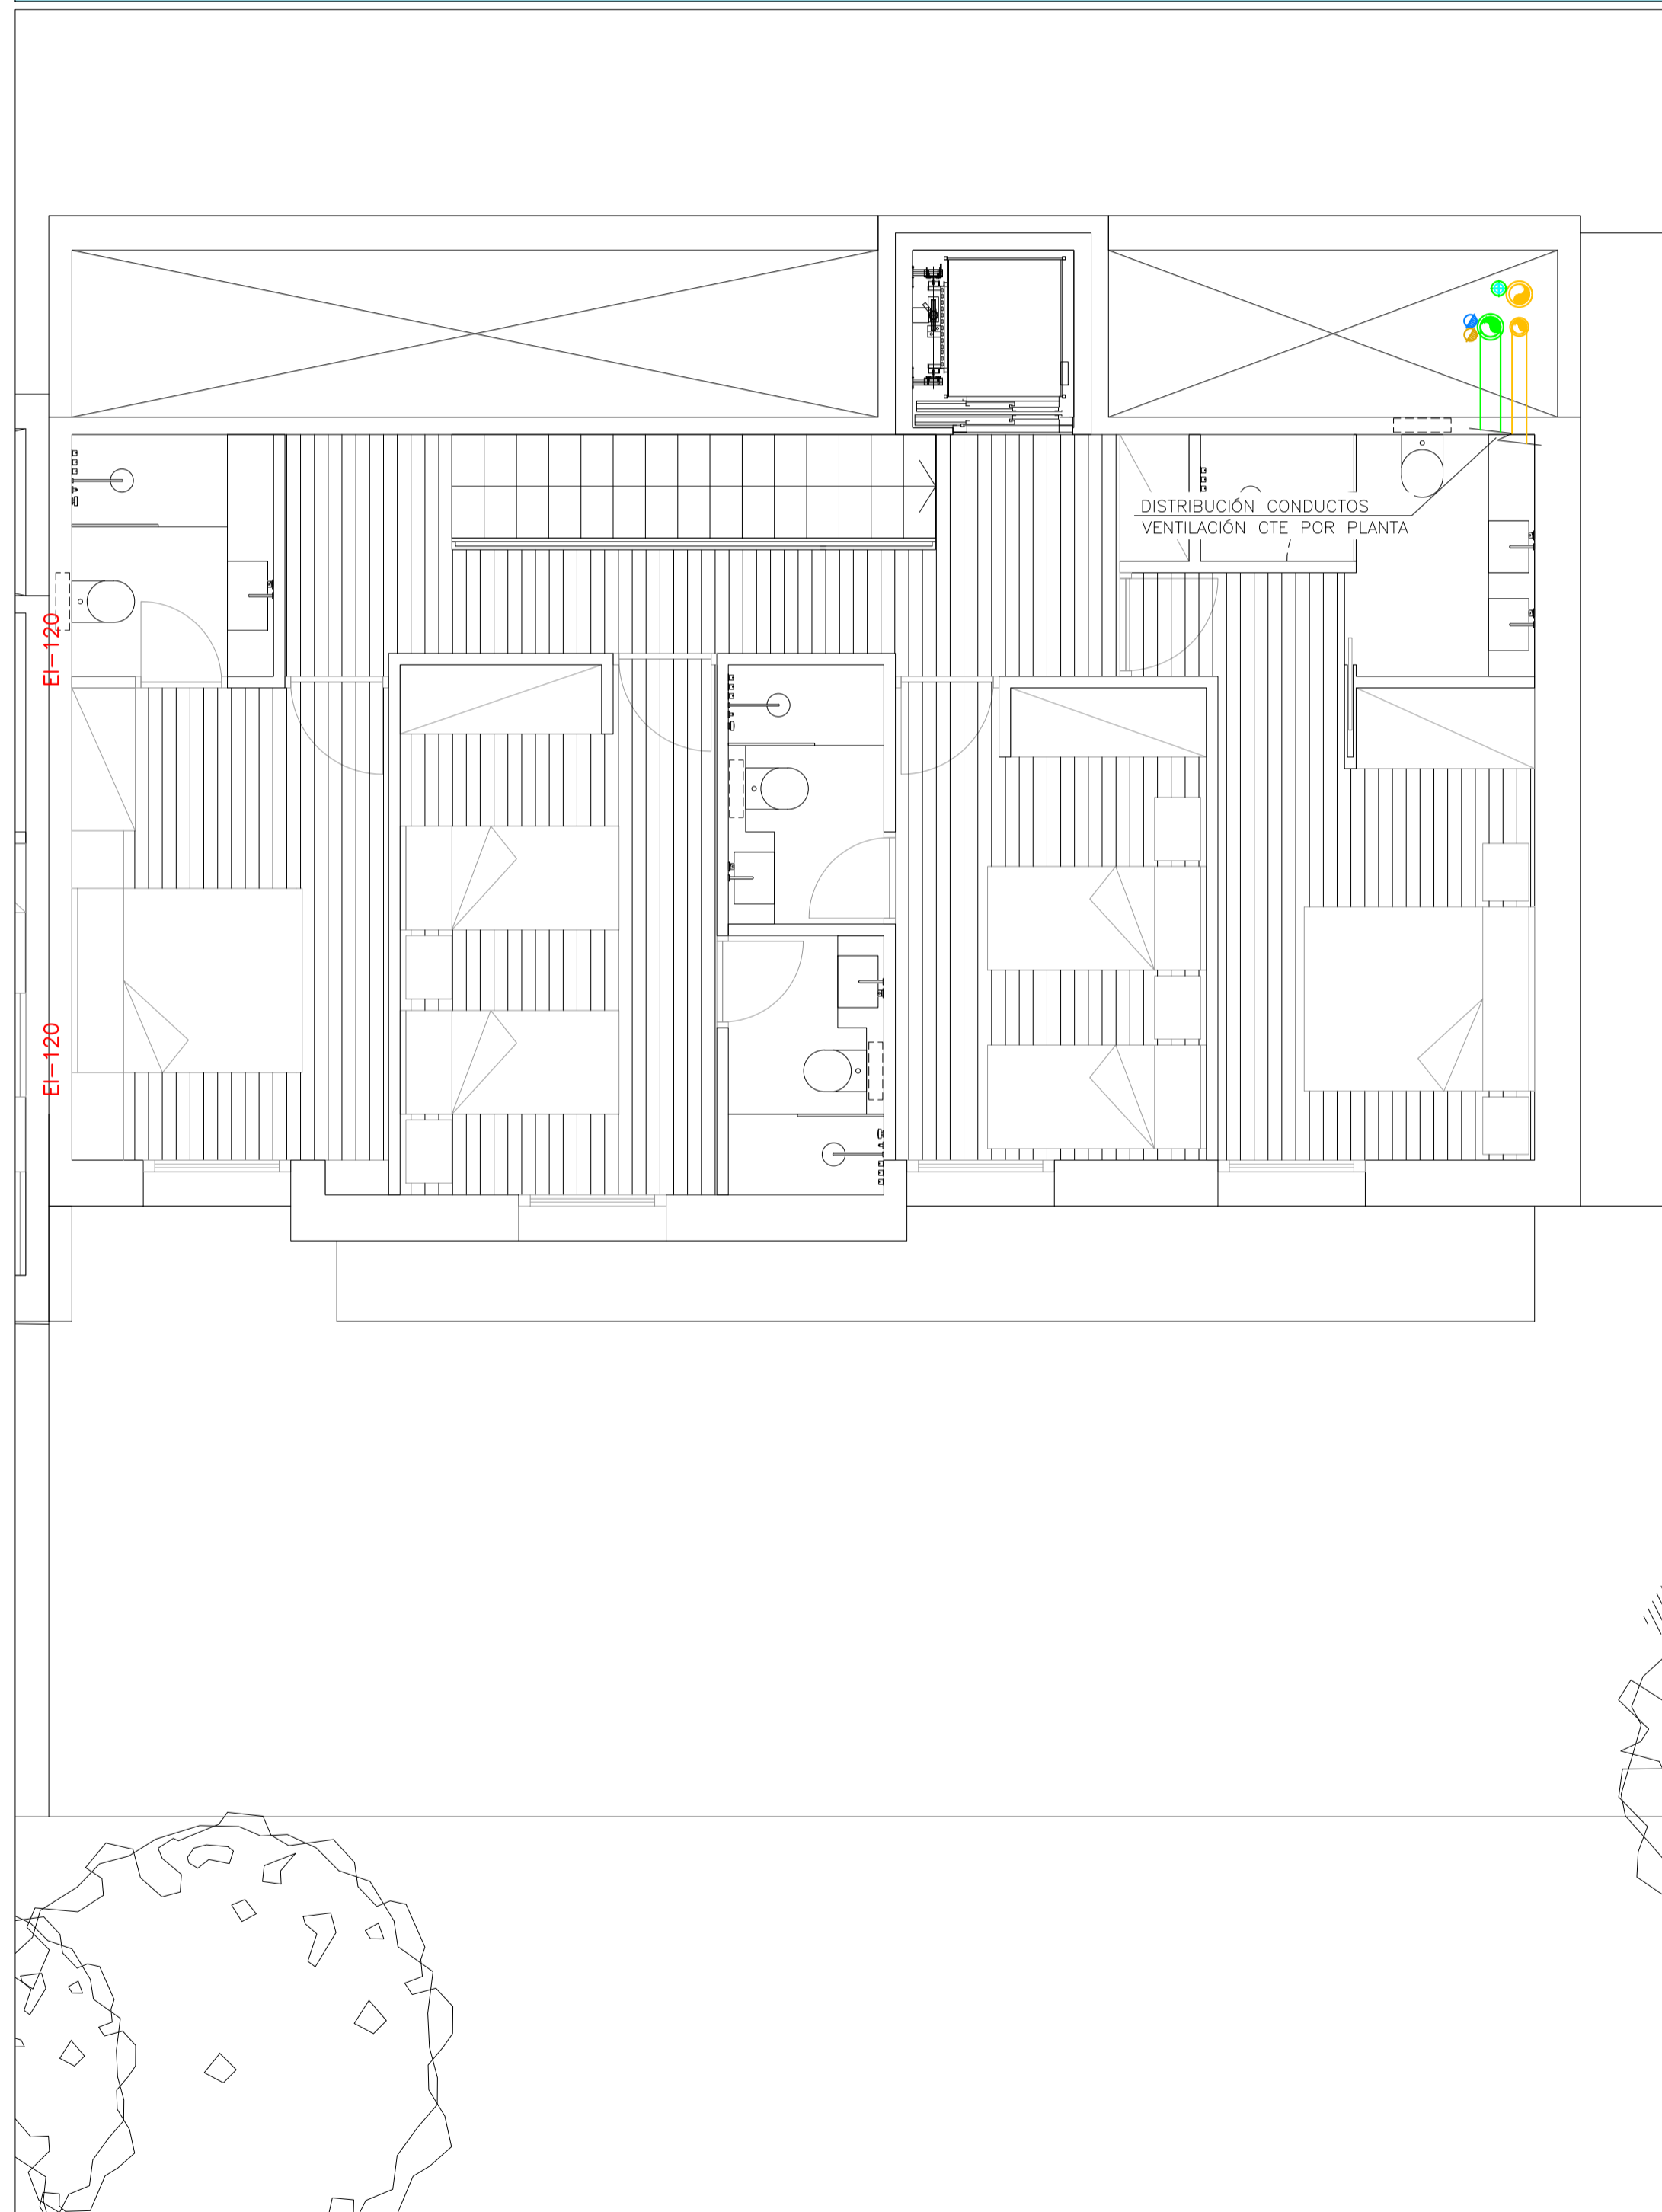 DISTRIBUCIÓN CONDUCTOS
VENTILACIÓN CTE POR PLANTA
EI-120
EI-120